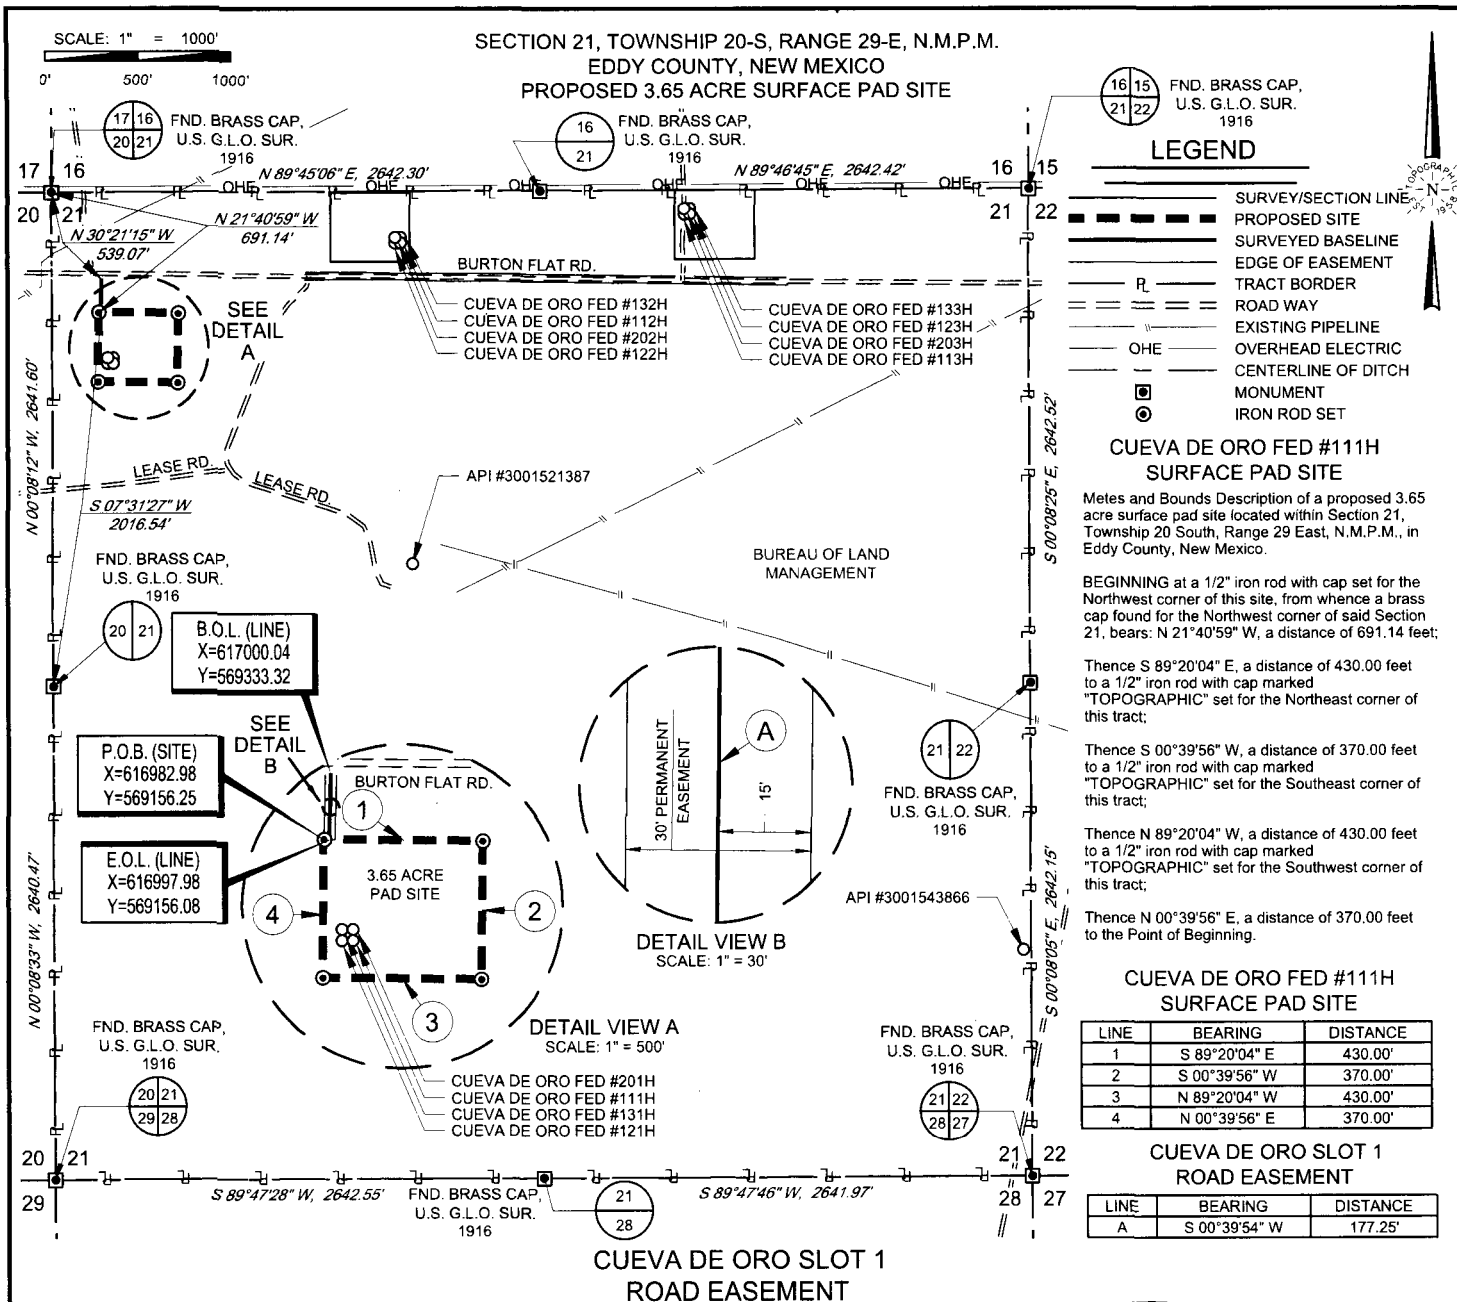 SCALE: 1" = 1000'
0' 500' 1000'
SECTION 21, TOWNSHIP 20-S, RANGE 29-E, N.M.P.M.
EDDY COUNTY, NEW MEXICO
PROPOSED 3.65 ACRE SURFACE PAD SITE
17 16
20 21
FND. BRASS CAP,
U.S. G.L.O. SUR.
1916
16
21
FND. BRASS CAP,
U.S. G.L.O. SUR.
1916
16 15
21 22
FND. BRASS CAP,
U.S. G.L.O. SUR.
1916
17 16
20 21
N 89°45'06" E, 2642.30'
N 89°46'45" E, 2642.42'
16 15
21 22
OHE OHE OHE OHE OHE OHE
N 21°40'59" W
691.14'
N 30°21'15" W
539.07'
BURTON FLAT RD.
SEE
DETAIL
A
CUEVA DE ORO FED #132H
CUEVA DE ORO FED #112H
CUEVA DE ORO FED #202H
CUEVA DE ORO FED #122H
CUEVA DE ORO FED #133H
CUEVA DE ORO FED #123H
CUEVA DE ORO FED #203H
CUEVA DE ORO FED #113H
N 00°08'12" W, 2641.60'
S 00°08'25" E, 2642.52'
LEASE RD.
LEASE RD.
S 07°31'27" W
2016.54'
API #3001521387
BUREAU OF LAND
MANAGEMENT
FND. BRASS CAP,
U.S. G.L.O. SUR.
1916
20 21
B.O.L. (LINE)
X=617000.04
Y=569333.32
SEE
DETAIL
B
P.O.B. (SITE)
X=616982.98
Y=569156.25
E.O.L. (LINE)
X=616997.98
Y=569156.08
BURTON FLAT RD.
1
3.65 ACRE
PAD SITE
4
2
3
DETAIL VIEW A
SCALE: 1" = 500'
CUEVA DE ORO FED #201H
CUEVA DE ORO FED #111H
CUEVA DE ORO FED #131H
CUEVA DE ORO FED #121H
30' PERMANENT
EASEMENT
A
15'
DETAIL VIEW B
SCALE: 1" = 30'
21 22
FND. BRASS CAP,
U.S. G.L.O. SUR.
1916
API #3001543866
N 00°08'33" W, 2640.47'
S 00°08'05" E, 2642.15'
FND. BRASS CAP,
U.S. G.L.O. SUR.
1916
20 21
29 28
FND. BRASS CAP,
U.S. G.L.O. SUR.
1916
21 22
28 27
20 21
29
S 89°47'28" W, 2642.55'
FND. BRASS CAP,
U.S. G.L.O. SUR.
1916
21
28
S 89°47'46" W, 2641.97'
21 22
28 27
CUEVA DE ORO SLOT 1
ROAD EASEMENT
LEGEND
SURVEY/SECTION LINE
PROPOSED SITE
SURVEYED BASELINE
EDGE OF EASEMENT
TRACT BORDER
ROAD WAY
EXISTING PIPELINE
OHE OVERHEAD ELECTRIC
CENTERLINE OF DITCH
MONUMENT
IRON ROD SET
N
CUEVA DE ORO FED #111H
SURFACE PAD SITE
Metes and Bounds Description of a proposed 3.65
acre surface pad site located within Section 21,
Township 20 South, Range 29 East, N.M.P.M., in
Eddy County, New Mexico.
BEGINNING at a 1/2" iron rod with cap set for the
Northwest corner of this site, from whence a brass
cap found for the Northwest corner of said Section
21, bears: N 21°40'59" W, a distance of 691.14 feet;
Thence S 89°20'04" E, a distance of 430.00 feet
to a 1/2" iron rod with cap marked
"TOPOGRAPHIC" set for the Northeast corner of
this tract;
Thence S 00°39'56" W, a distance of 370.00 feet
to a 1/2" iron rod with cap marked
"TOPOGRAPHIC" set for the Southeast corner of
this tract;
Thence N 89°20'04" W, a distance of 430.00 feet
to a 1/2" iron rod with cap marked
"TOPOGRAPHIC" set for the Southwest corner of
this tract;
Thence N 00°39'56" E, a distance of 370.00 feet
to the Point of Beginning.
CUEVA DE ORO FED #111H
SURFACE PAD SITE
LINE BEARING DISTANCE
1 S 89°20'04" E 430.00'
2 S 00°39'56" W 370.00'
3 N 89°20'04" W 430.00'
4 N 00°39'56" E 370.00'
CUEVA DE ORO SLOT 1
ROAD EASEMENT
LINE BEARING DISTANCE
A S 00°39'54" W 177.25'